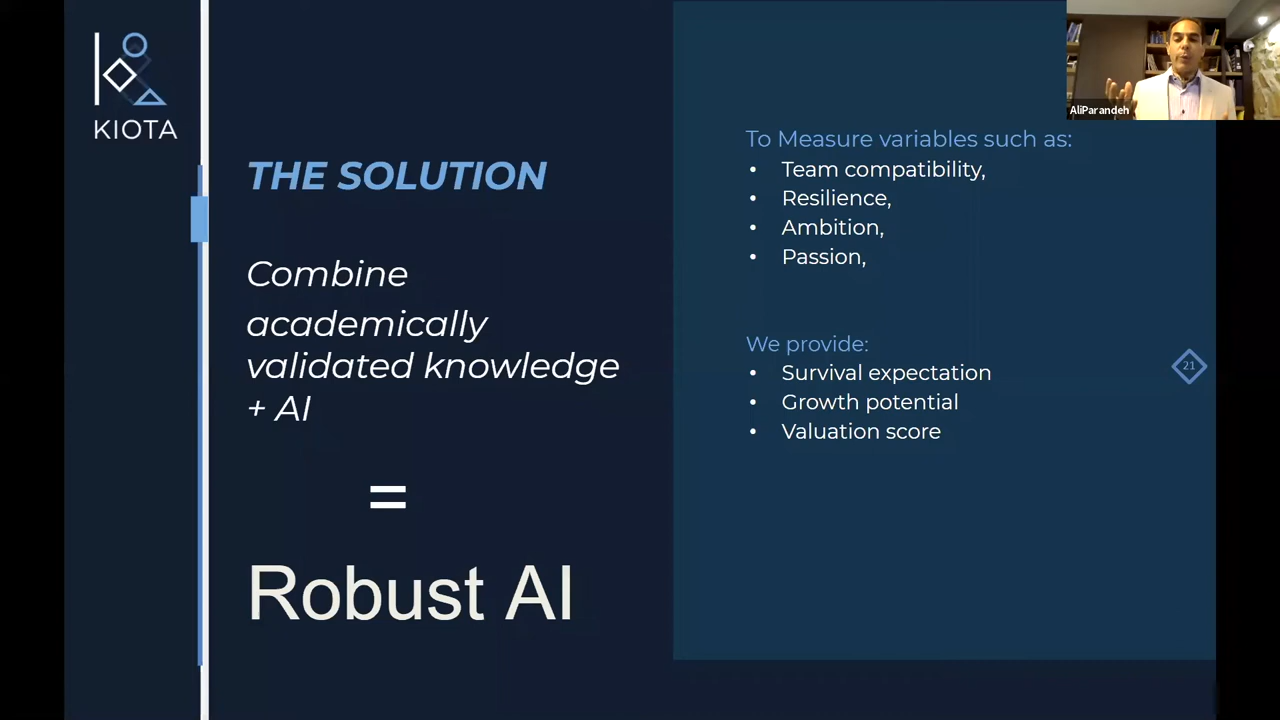 KIOTA
THE SOLUTION
Combine
academically
validated knowledge
+ AI
=
Robust AI
AliParandeh
To Measure variables such as:
• Team compatibility,
• Resilience,
• Ambition,
• Passion,
We provide:
• Survival expectation
• Growth potential
• Valuation score
21